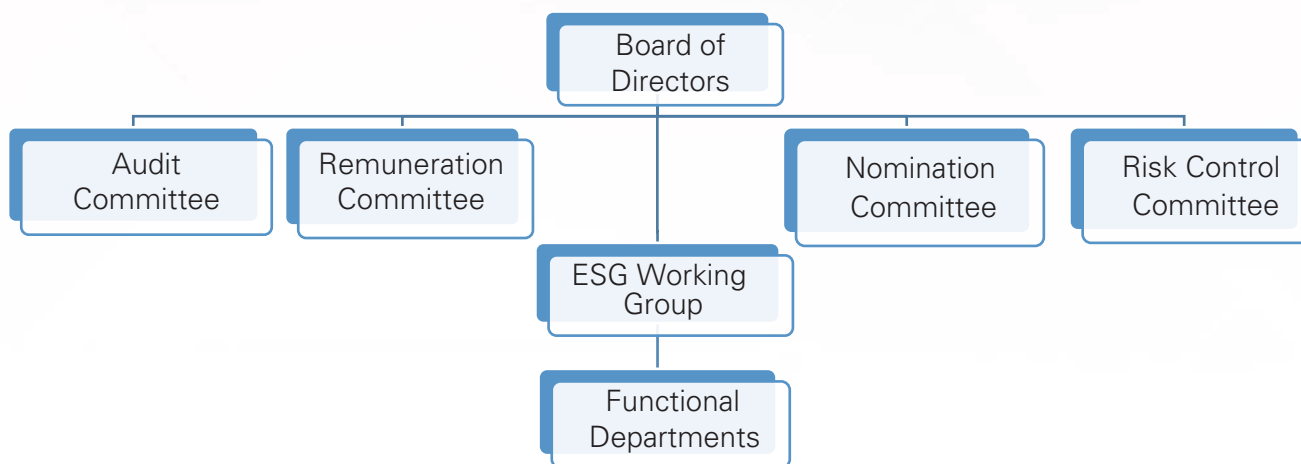 Board of
Directors
Audit
Committee
Remuneration
Committee
Nomination
Committee
Risk Control
Committee
ESG Working
Group
Functional
Departments